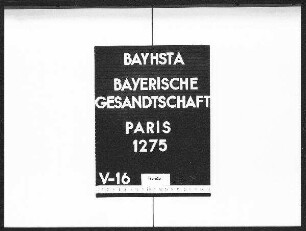 BAYHSTA
BAYERISCHE
GESANDTSCHAFT
PARIS
1275
V-16